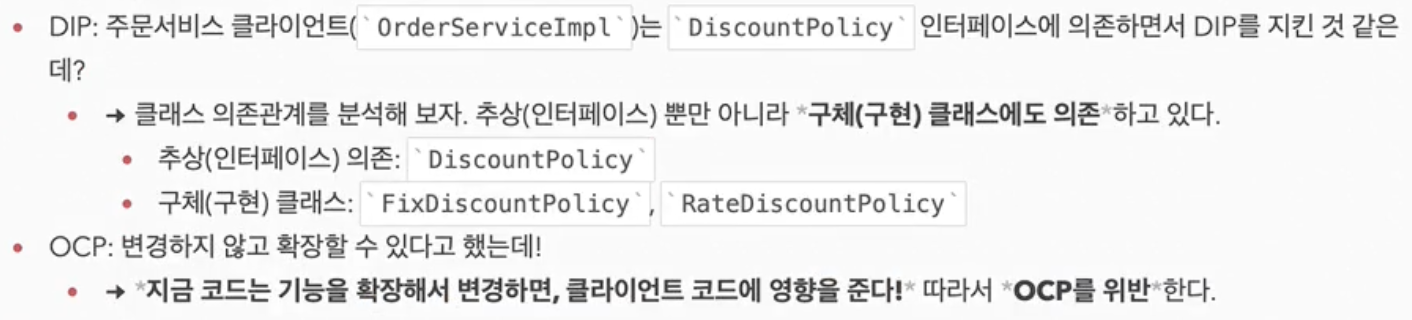 • DIP: 주문서비스 클라이언트(` OrderServiceImpl `)는 ` DiscountPolicy ` 인터페이스에 의존하면서 DIP를 지킨 것 같은
데?
• → 클래스 의존관계를 분석해 보자. 추상(인터페이스) 뿐만 아니라 *구체(구현) 클래스에도 의존*하고 있다.
• 추상(인터페이스) 의존: ` DiscountPolicy `
• 구체(구현) 클래스: ` FixDiscountPolicy `, ` RateDiscountPolicy `
• OCP: 변경하지 않고 확장할 수 있다고 했는데!
• → *지금 코드는 기능을 확장해서 변경하면, 클라이언트 코드에 영향을 준다!* 따라서 *OCP를 위반*한다.